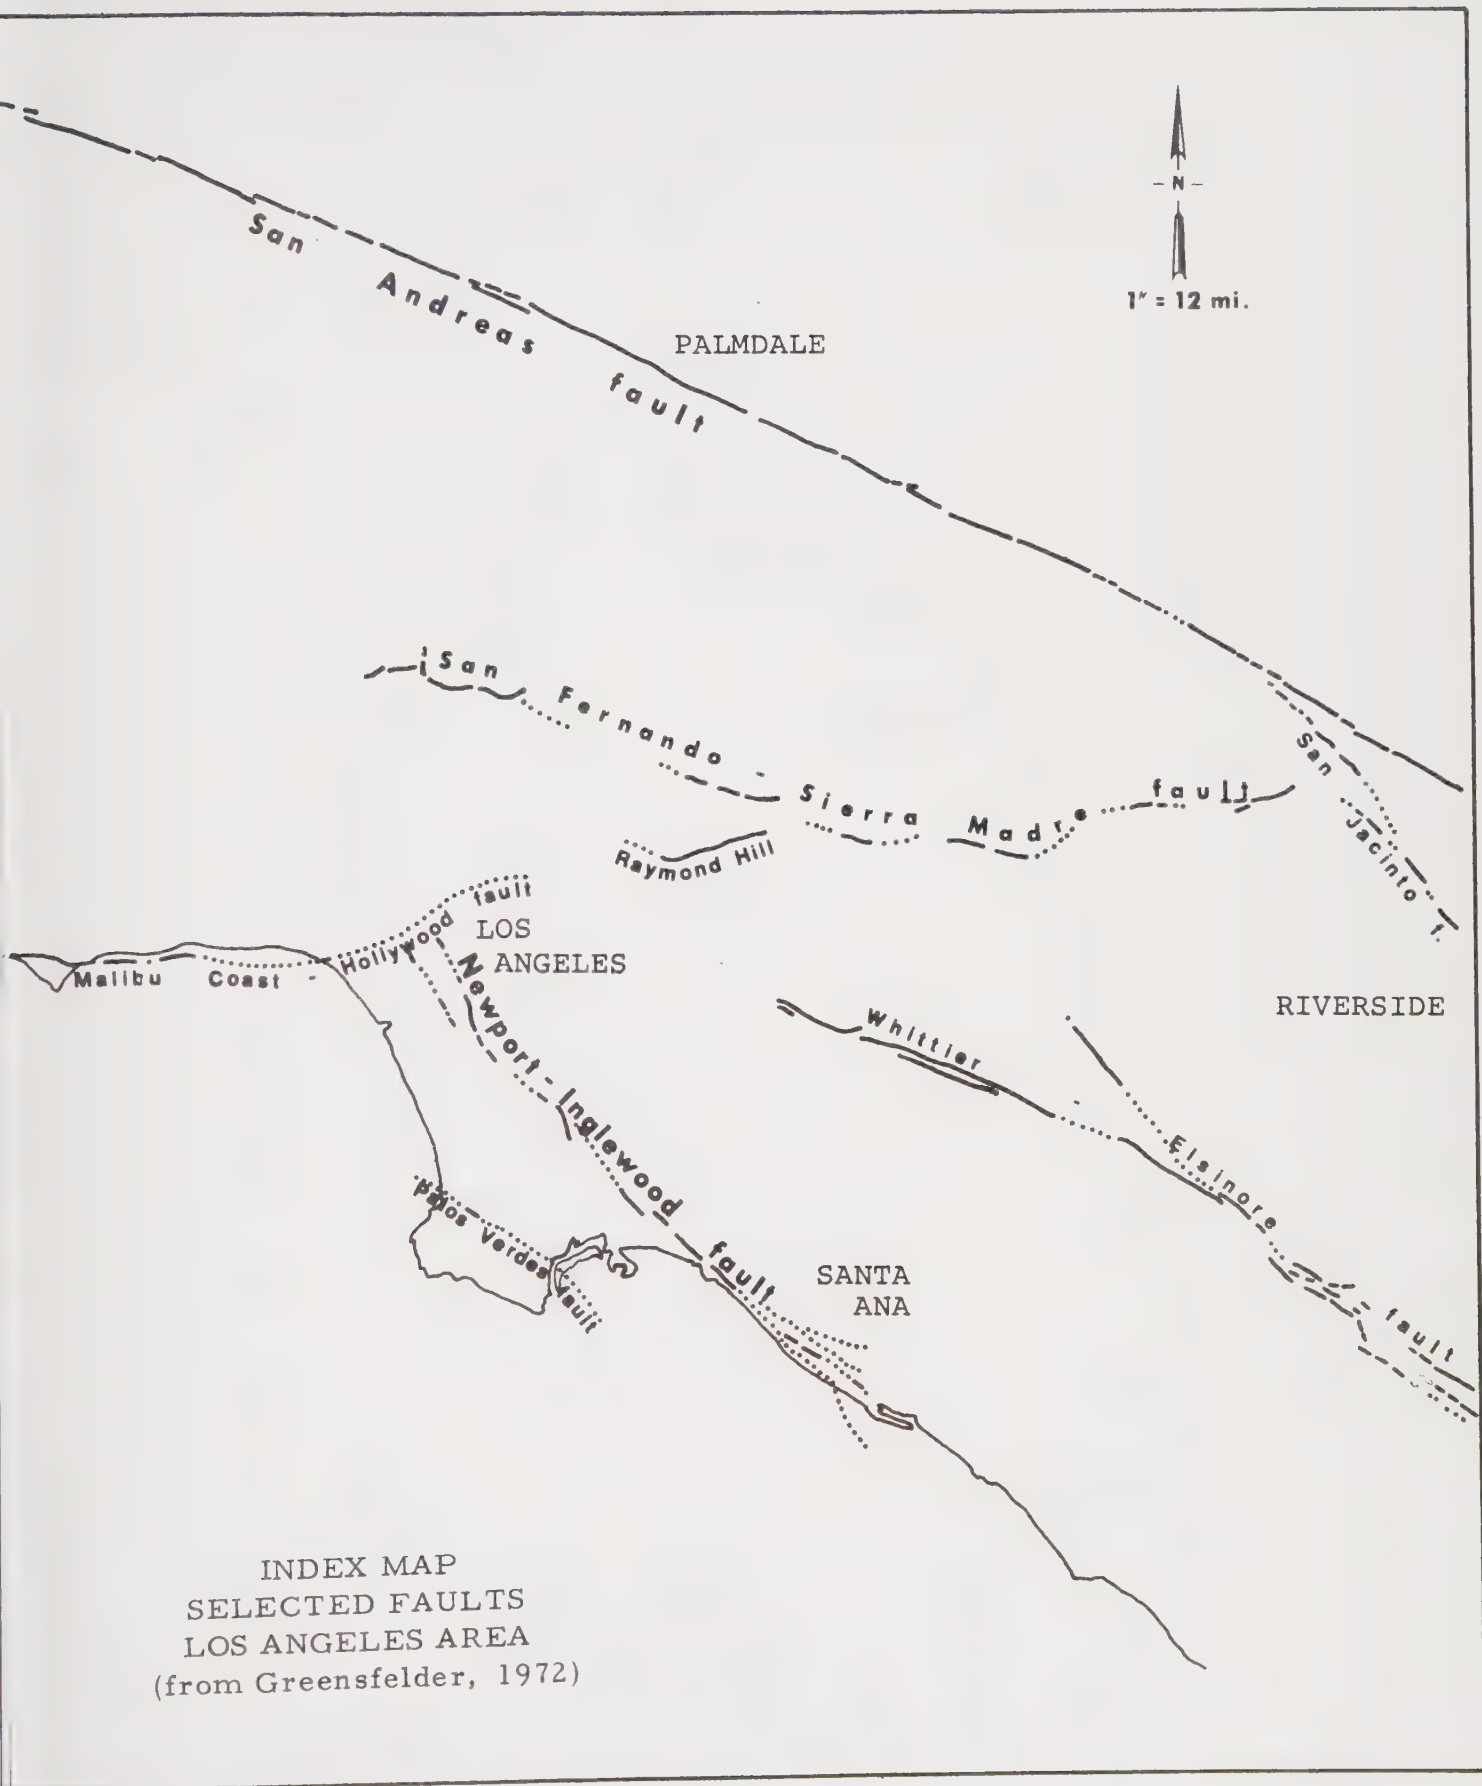 N
1" = 12 mi.
San Andreas fault
PALMDALE
San Fernando - Sierra Madre fault
San Jacinto f.
Raymond Hill
Hollywood fault
LOS
ANGELES
Malibu Coast -
Newport - Inglewood fault
RIVERSIDE
Whittier
Elsinore fault
Palos Verdes fault
SANTA
ANA
INDEX MAP
SELECTED FAULTS
LOS ANGELES AREA
(from Greensfelder, 1972)